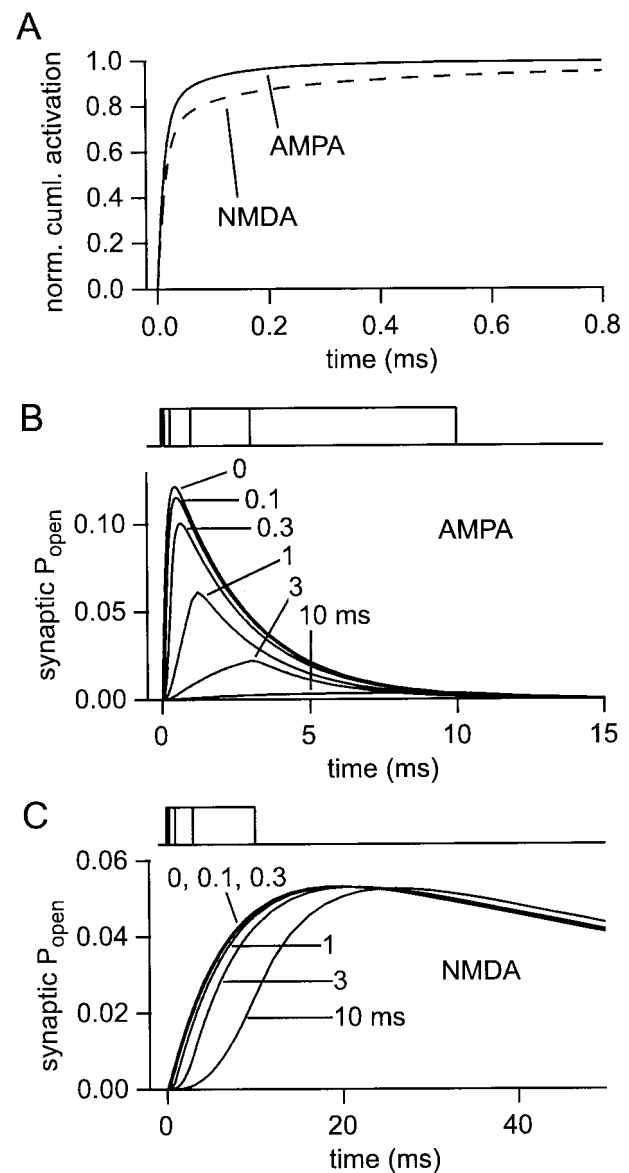 A
norm. cuml. activation
1.0
0.8
0.6
0.4
0.2
0.0
AMPA
NMDA
0.0 0.2 0.4 0.6 0.8
time (ms)
B
synaptic Popen
0.10
0.05
0.00
0
0.1
0.3
1
3
10 ms
AMPA
0 5 10 15
time (ms)
C
synaptic Popen
0.06
0.04
0.02
0.00
0, 0.1, 0.3
1
3
10 ms
NMDA
0 20 40
time (ms)